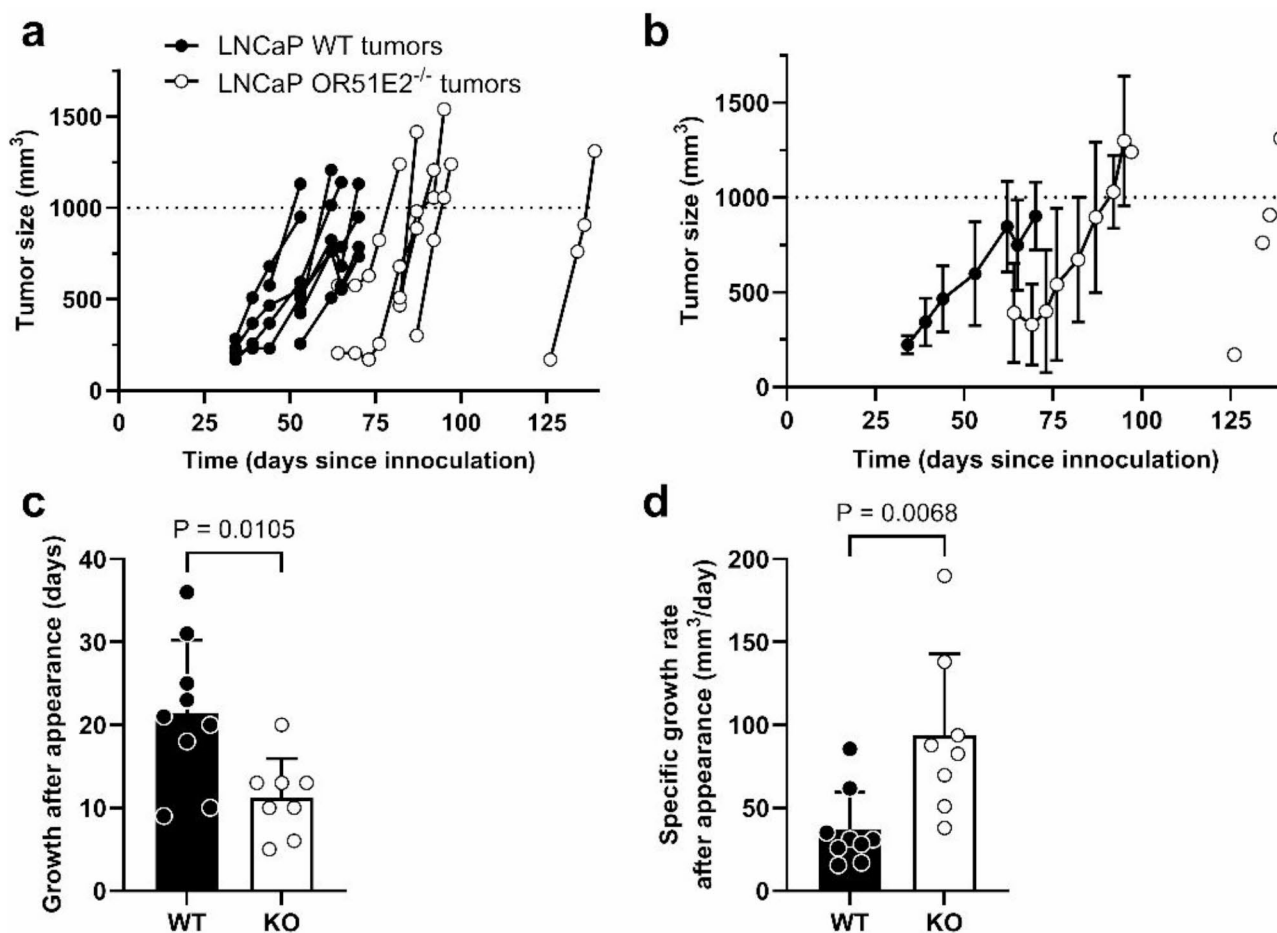 a
LNCaP WT tumors
LNCaP OR51E2-/- tumors
Tumor size (mm3)
1500
1000
500
0
0 25 50 75 100 125
Time (days since innoculation)
b
Tumor size (mm3)
1500
1000
500
0
0 25 50 75 100 125
Time (days since innoculation)
c
P = 0.0105
Growth after appearance (days)
40
30
20
10
0
WT KO
d
P = 0.0068
Specific growth rate
after appearance (mm3/day)
200
150
100
50
0
WT KO